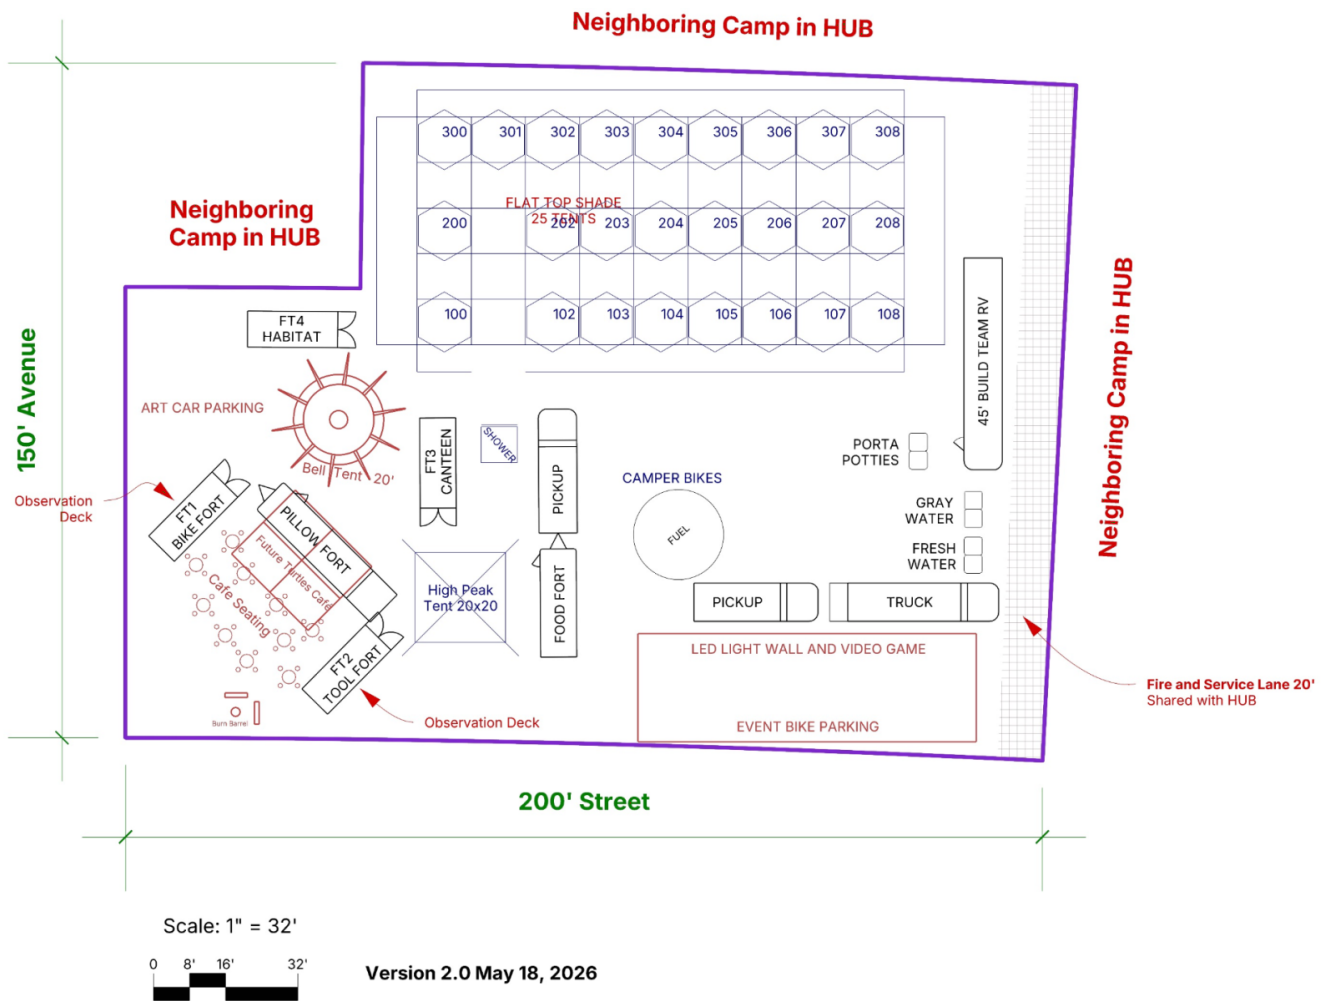 Neighboring Camp in HUB
300 301 302 303 304 305 306 307 308
FLAT TOP SHADE
25 TENTS
200 202 203 204 205 206 207 208
100 102 103 104 105 106 107 108
Neighboring
Camp in HUB
FT4
HABITAT
ART CAR PARKING
Bell Tent 20'
150' Avenue
Observation
Deck
FT1
BIKE FORT
PILLOW FORT
Future Turtles Cafe
Cafe Seating
FT2
TOOL FORT
Burn Barrel
Observation Deck
FT3
CANTEEN
SHOWER
PICKUP
High Peak
Tent 20x20
FOOD FORT
CAMPER BIKES
FUEL
PICKUP
TRUCK
LED LIGHT WALL AND VIDEO GAME
EVENT BIKE PARKING
45' BUILD TEAM RV
PORTA
POTTIES
GRAY
WATER
FRESH
WATER
Neighboring Camp in HUB
Fire and Service Lane 20'
Shared with HUB
200' Street
Scale: 1" = 32'
0 8' 16' 32'
Version 2.0 May 18, 2026